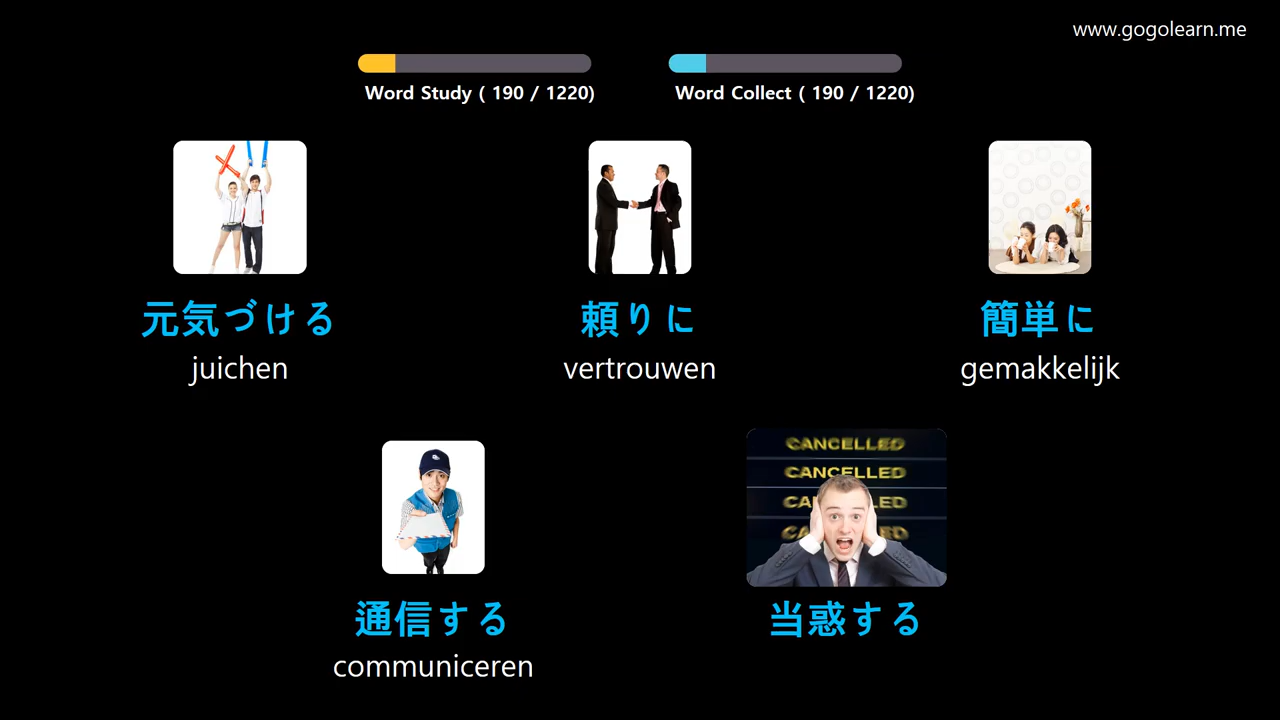 www.gogolearn.me
Word Study ( 190 / 1220)
Word Collect ( 190 / 1220)
元気づける
juichen
頼りに
vertrouwen
簡単に
gemakkelijk
CANCELLED
CANCELLED
通信する
communiceren
当惑する